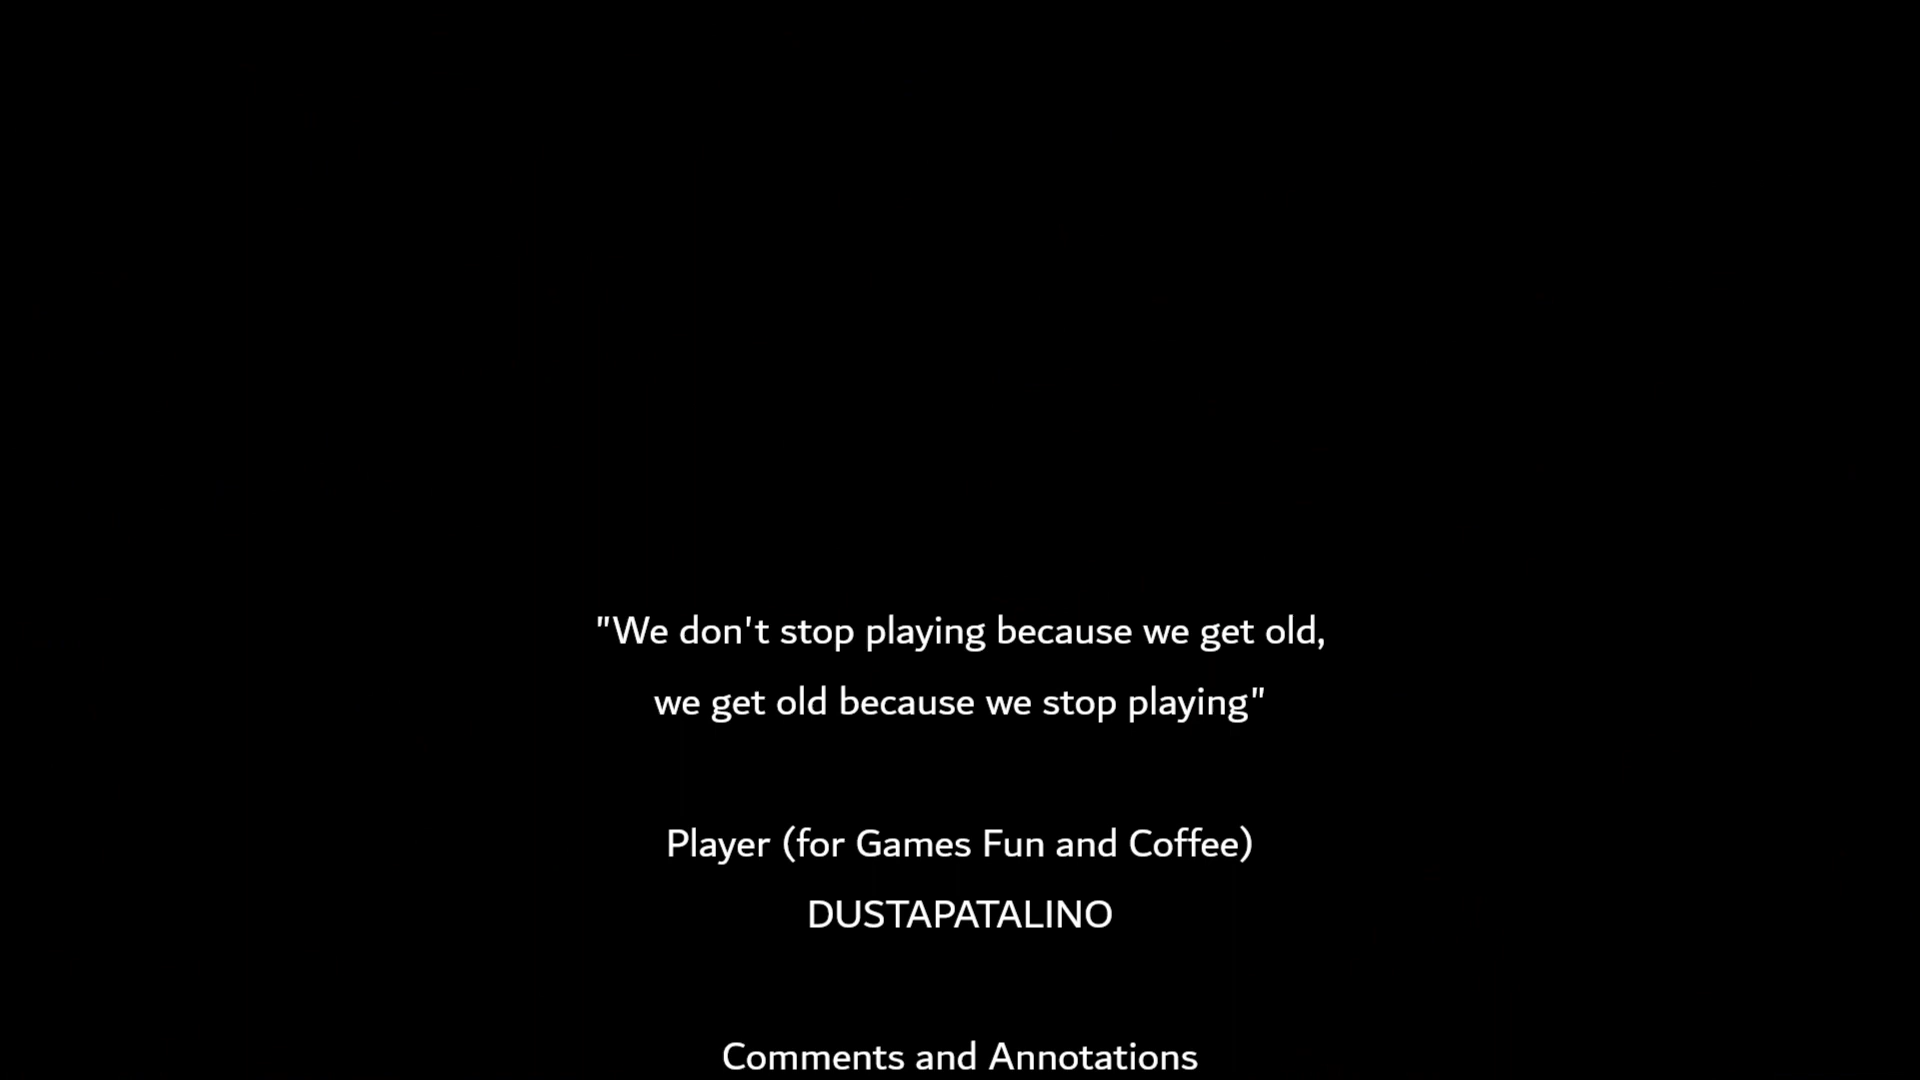 "We don't stop playing because we get old,
we get old because we stop playing"
Player (for Games Fun and Coffee)
DUSTAPATALINO
Comments and Annotations